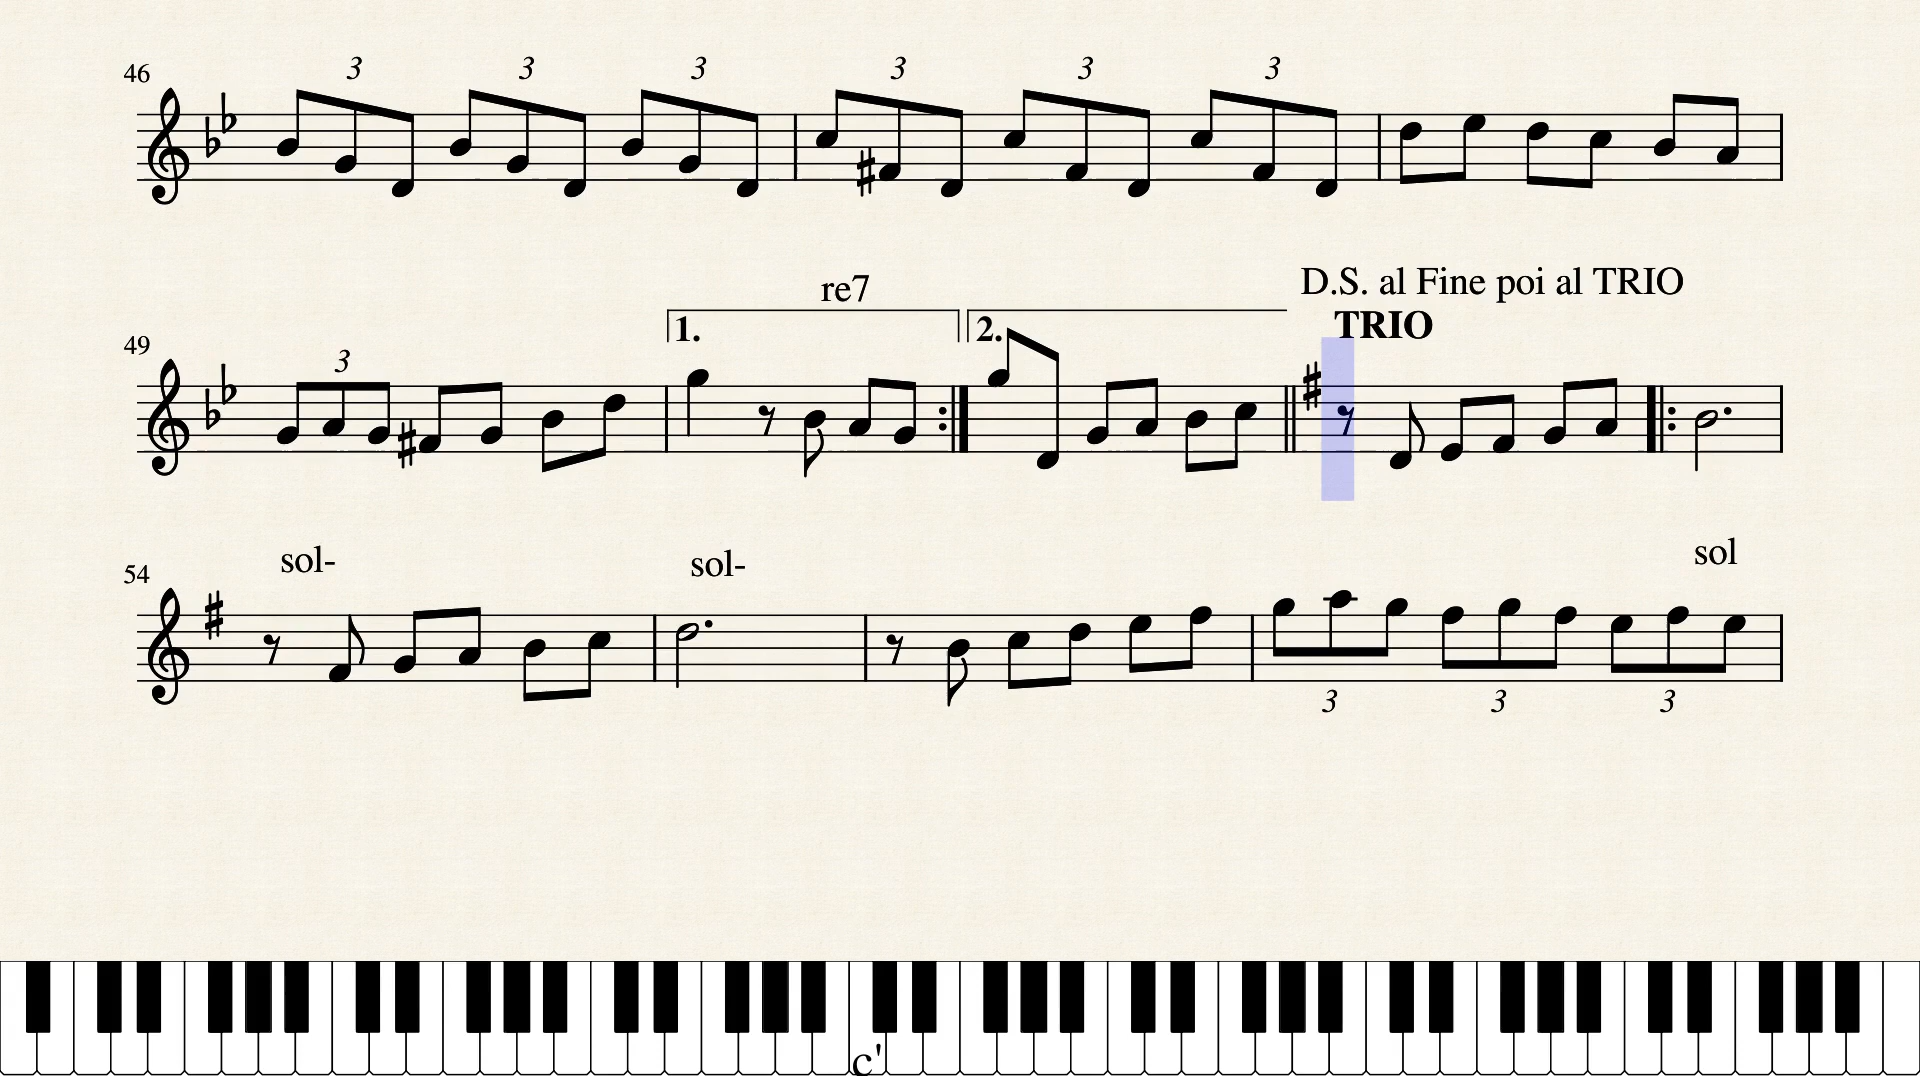 46 3 3 3 3 3 3
re7
D.S. al Fine poi al TRIO
1. 2. TRIO
49 3
sol- sol- sol
54
3 3 3
c'